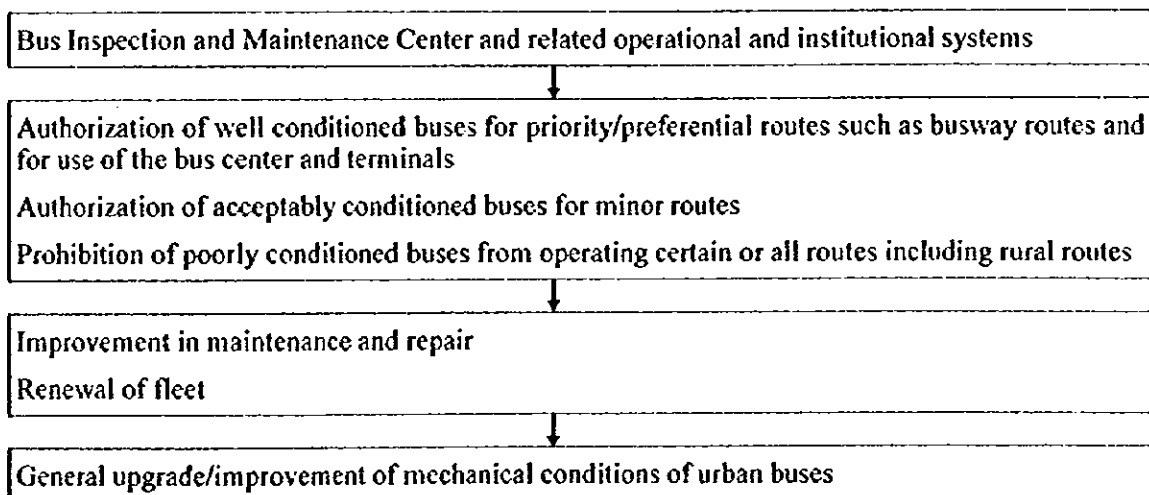 Bus Inspection and Maintenance Center and related operational and institutional systems
Authorization of well conditioned buses for priority/preferential routes such as busway routes and
for use of the bus center and terminals
Authorization of acceptably conditioned buses for minor routes
Prohibition of poorly conditioned buses from operating certain or all routes including rural routes
Improvement in maintenance and repair
Renewal of fleet
General upgrade/improvement of mechanical conditions of urban buses